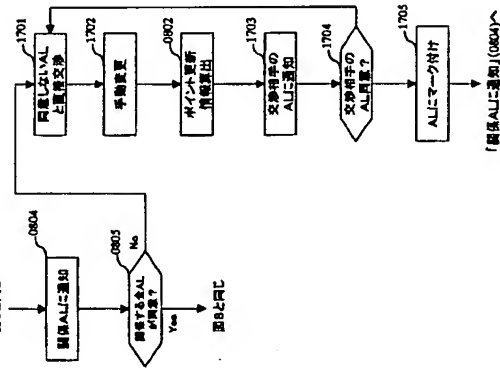 0804
関係ALに通知
0805
関係する全AL
が同意？
No
Yes
図8と同じ
1701
同意しないAL
と直接交渉
1702
手動変更
0802
ポイント更新
情報算出
1703
交渉相手の
ALに通知
1704
交渉相手の
AL同意？
1705
ALにマーク付け
「関係ALに通知」(0804)へ